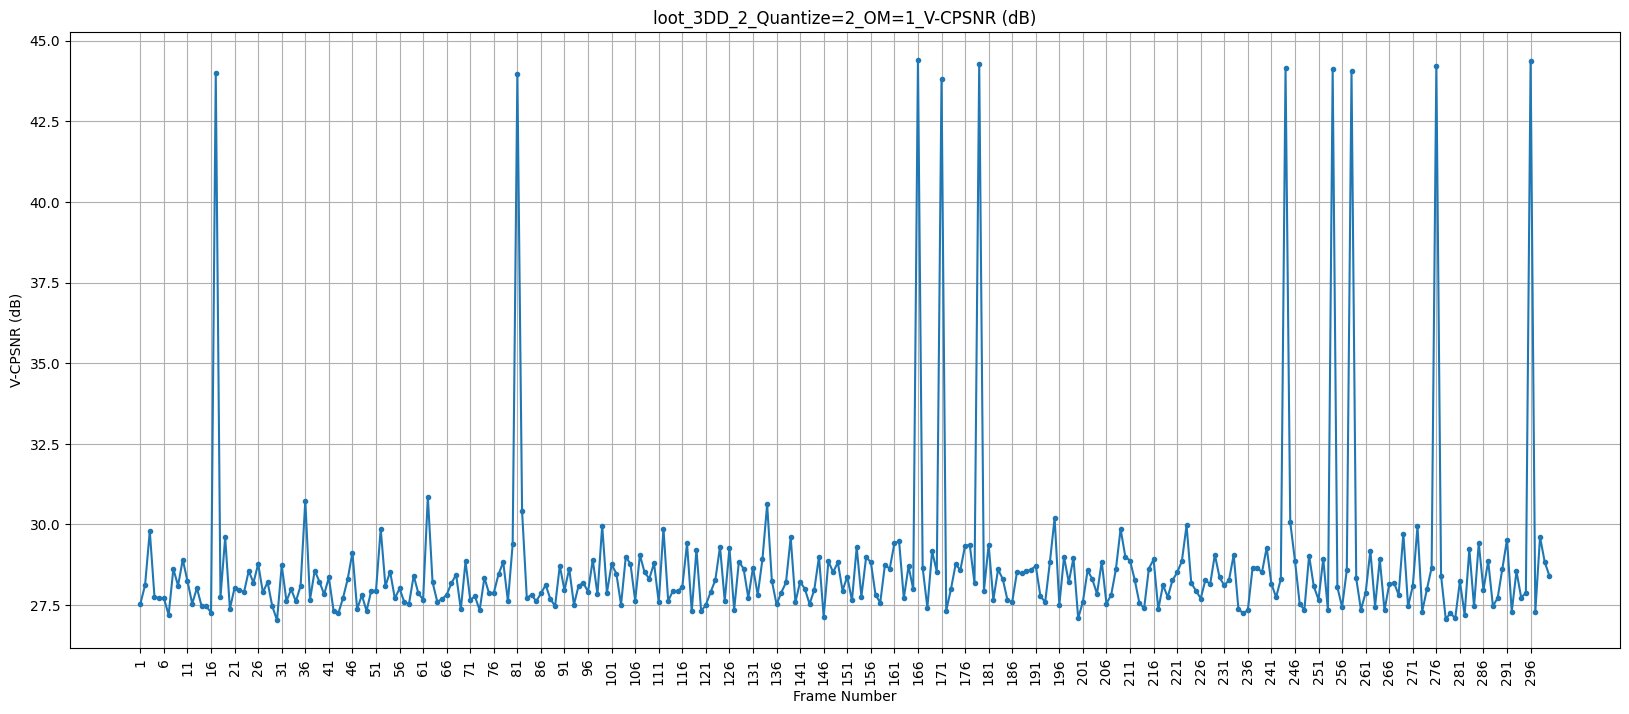 loot_3DD_2_Quantize=2_OM=1_V-CPSNR (dB)
45.0
42.5
40.0
37.5
35.0
32.5
30.0
27.5
V-CPSNR (dB)
1 6 11 16 21 26 31 36 41 46 51 56 61 66 71 76 81 86 91 96 101 106 111 116 121 126 131 136 141 146 151 156 161 166 171 176 181 186 191 196 201 206 211 216 221 226 231 236 241 246 251 256 261 266 271 276 281 286 291 296
Frame Number